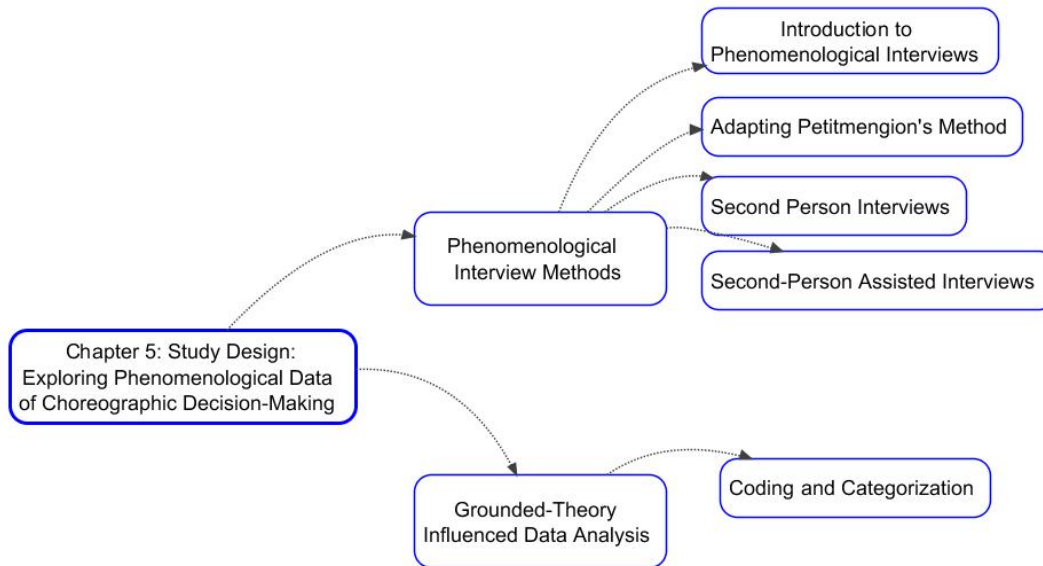 Introduction to
Phenomenological Interviews
Adapting Petitmengion's Method
Second Person Interviews
Phenomenological
Interview Methods
Second-Person Assisted Interviews
Chapter 5: Study Design:
Exploring Phenomenological Data
of Choreographic Decision-Making
Coding and Categorization
Grounded-Theory
Influenced Data Analysis